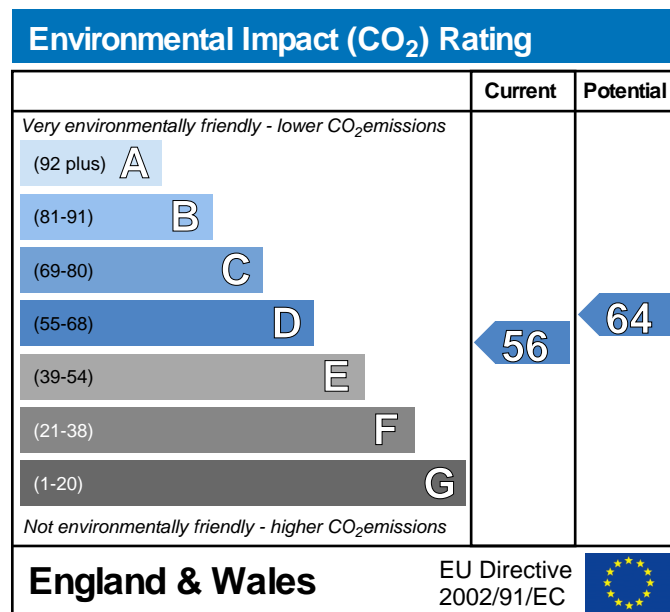 Environmental Impact (CO₂) Rating
Current Potential
Very environmentally friendly - lower CO₂emissions
(92 plus) A
(81-91) B
(69-80) C
(55-68) D
(39-54) E
(21-38) F
(1-20) G
56
64
Not environmentally friendly - higher CO₂emissions
England & Wales
EU Directive
2002/91/EC